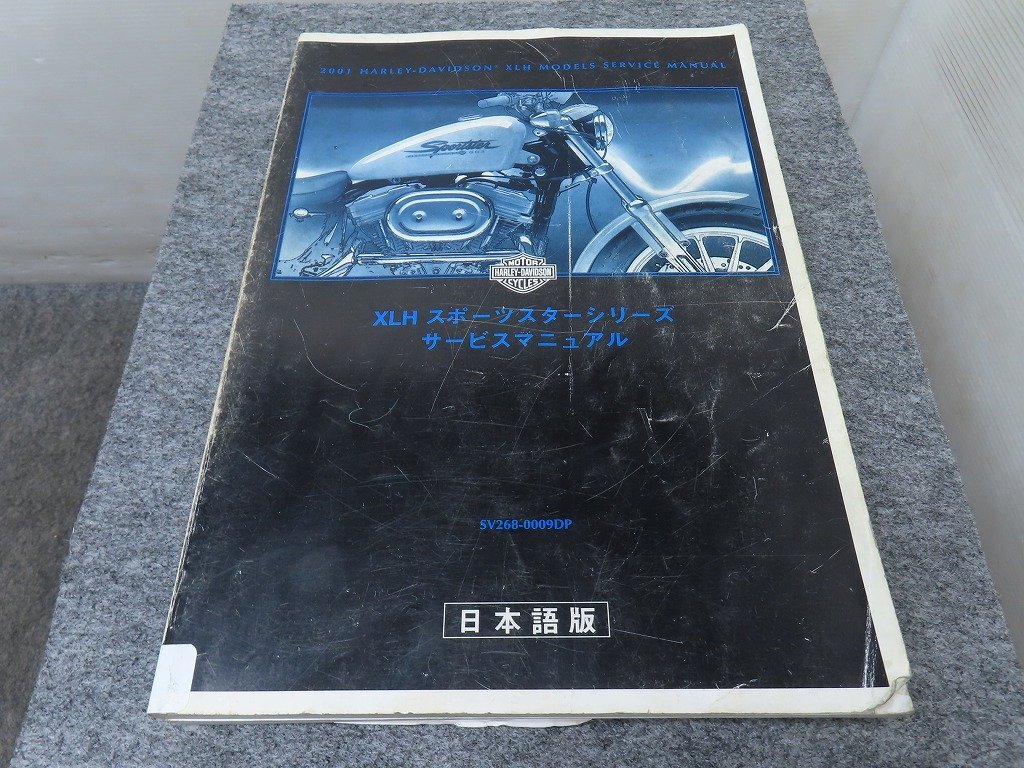 2001 HARLEY-DAVIDSON® XLH MODELS SERVICE MANUAL
Sportster
MOTOR
HARLEY-DAVIDSON
CYCLES
XLH スポーツスターシリーズ
サービスマニュアル
SV268-0009DP
日本語版